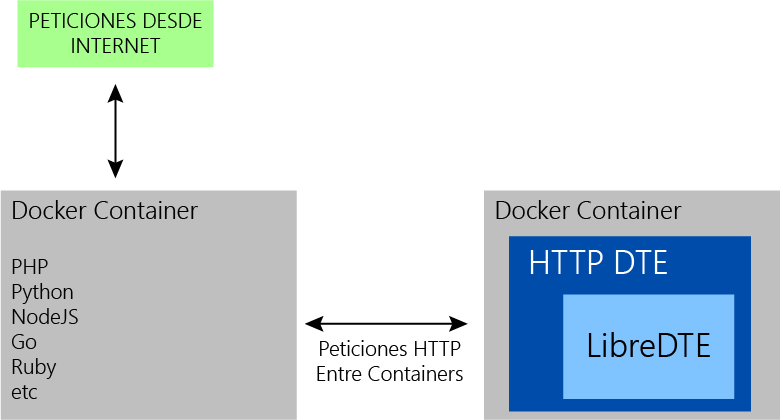 PETICIONES DESDE
INTERNET
Docker Container
PHP
Python
NodeJS
Go
Ruby
etc
Peticiones HTTP
Entre Containers
Docker Container
HTTP DTE
LibreDTE